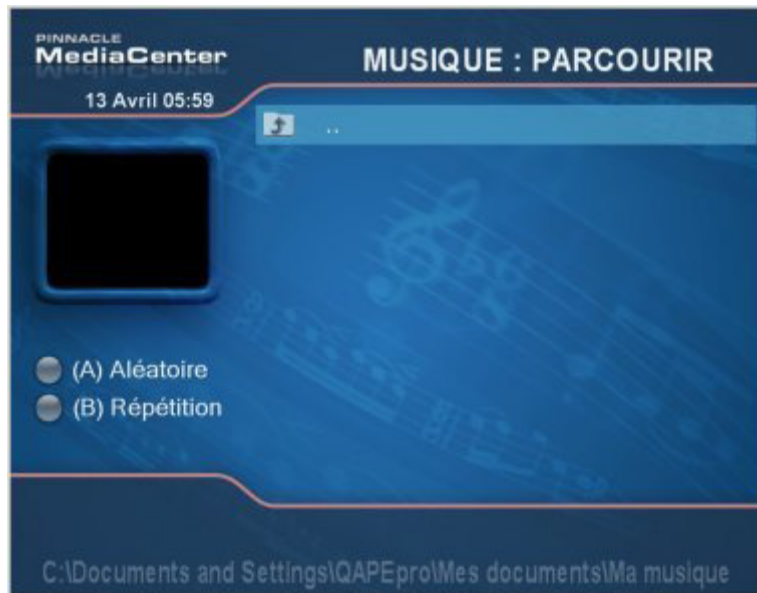 PINNACLE
MediaCenter
MUSIQUE : PARCOURIR
13 Avril 05:59
..
(A) Aléatoire
(B) Répétition
C:\Documents and Settings\QAPEpro\Mes documents\Ma musique